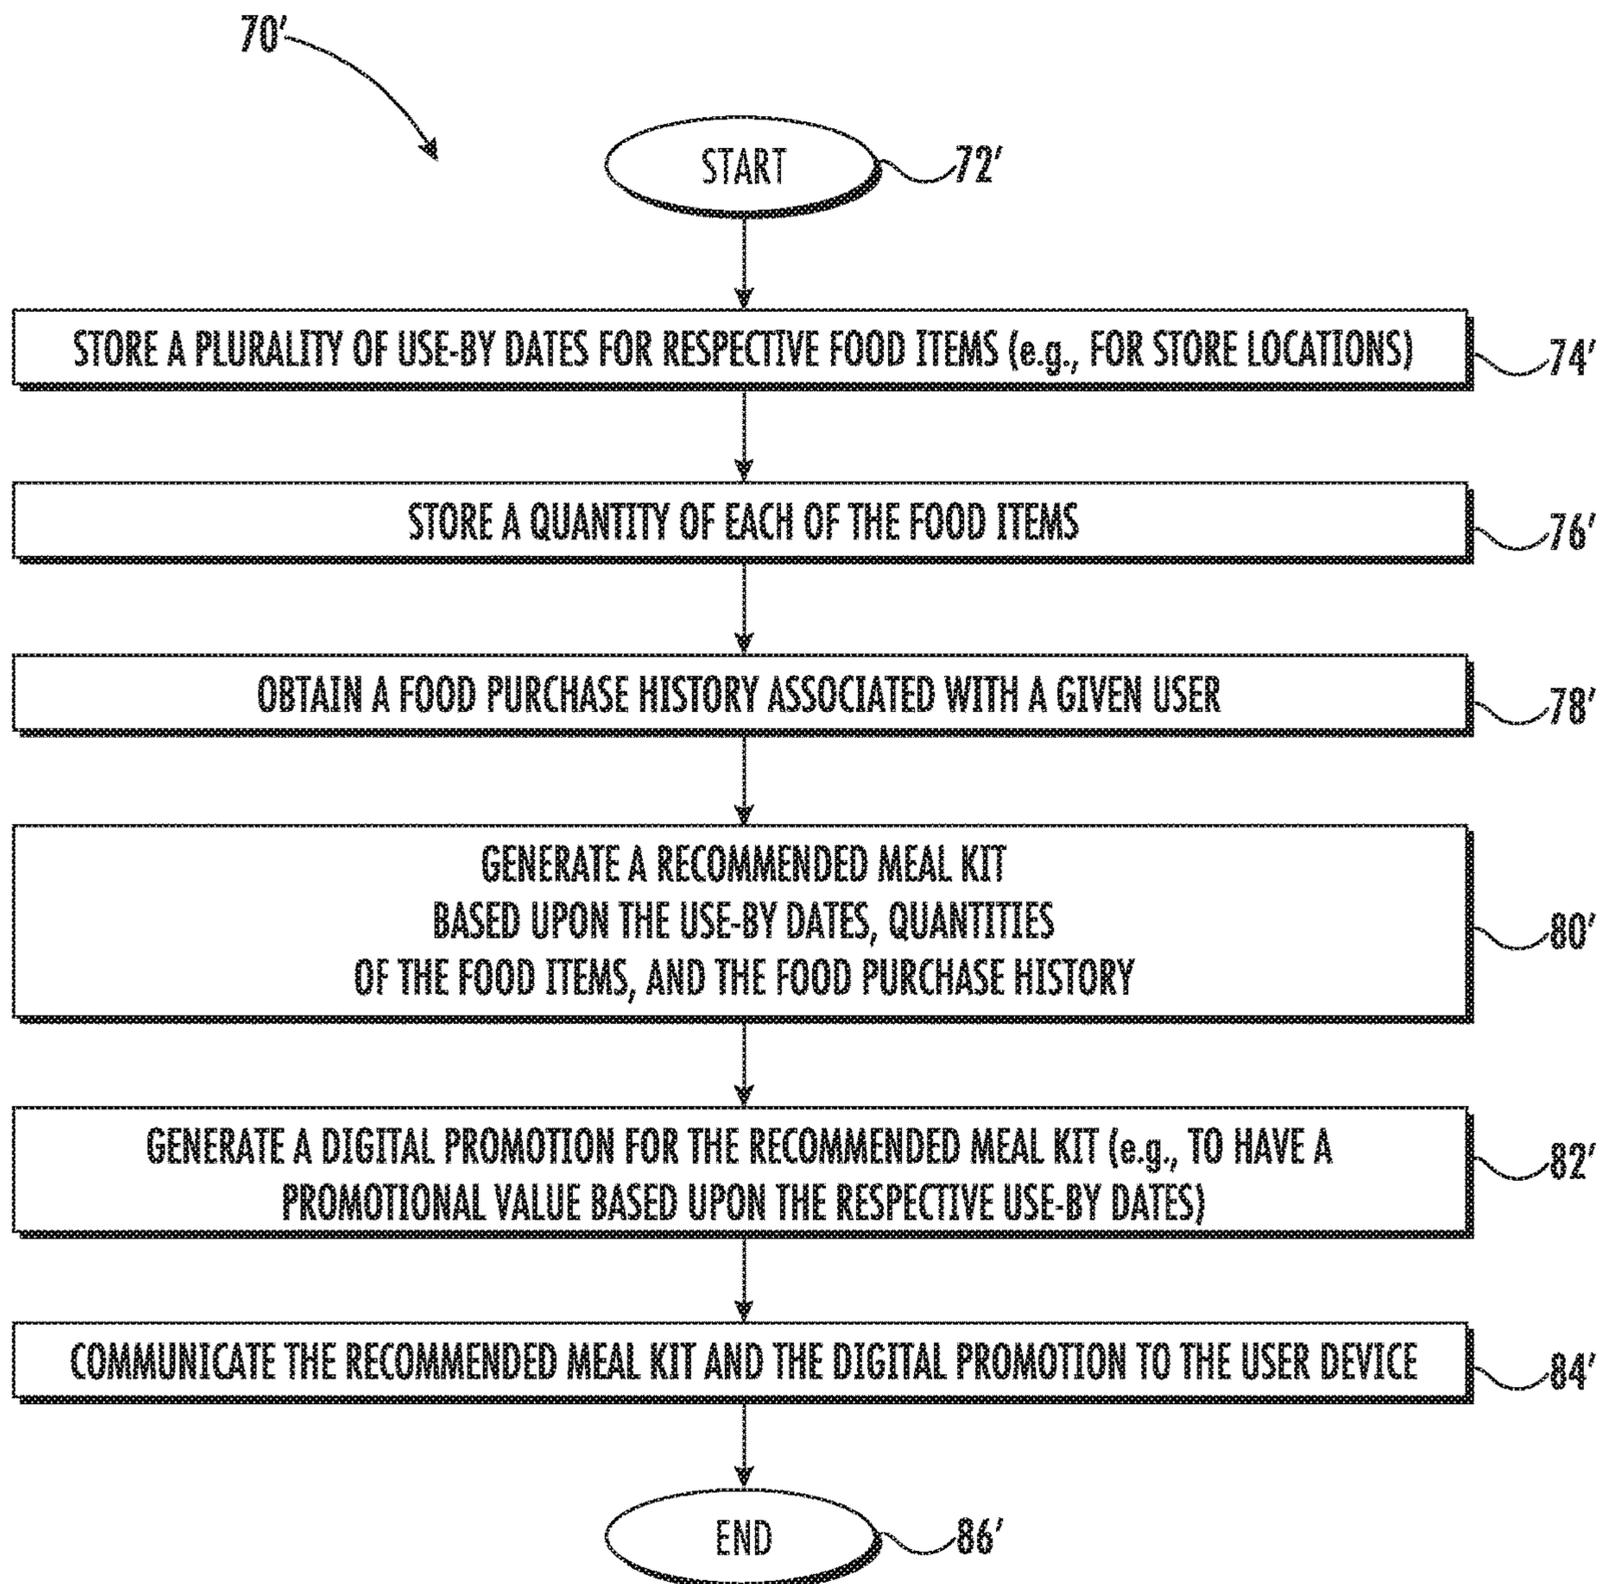 70'
START
72'
STORE A PLURALITY OF USE-BY DATES FOR RESPECTIVE FOOD ITEMS (e.g., FOR STORE LOCATIONS)
74'
STORE A QUANTITY OF EACH OF THE FOOD ITEMS
76'
OBTAIN A FOOD PURCHASE HISTORY ASSOCIATED WITH A GIVEN USER
78'
GENERATE A RECOMMENDED MEAL KIT
BASED UPON THE USE-BY DATES, QUANTITIES
OF THE FOOD ITEMS, AND THE FOOD PURCHASE HISTORY
80'
GENERATE A DIGITAL PROMOTION FOR THE RECOMMENDED MEAL KIT (e.g., TO HAVE A
PROMOTIONAL VALUE BASED UPON THE RESPECTIVE USE-BY DATES)
82'
COMMUNICATE THE RECOMMENDED MEAL KIT AND THE DIGITAL PROMOTION TO THE USER DEVICE
84'
END
86'